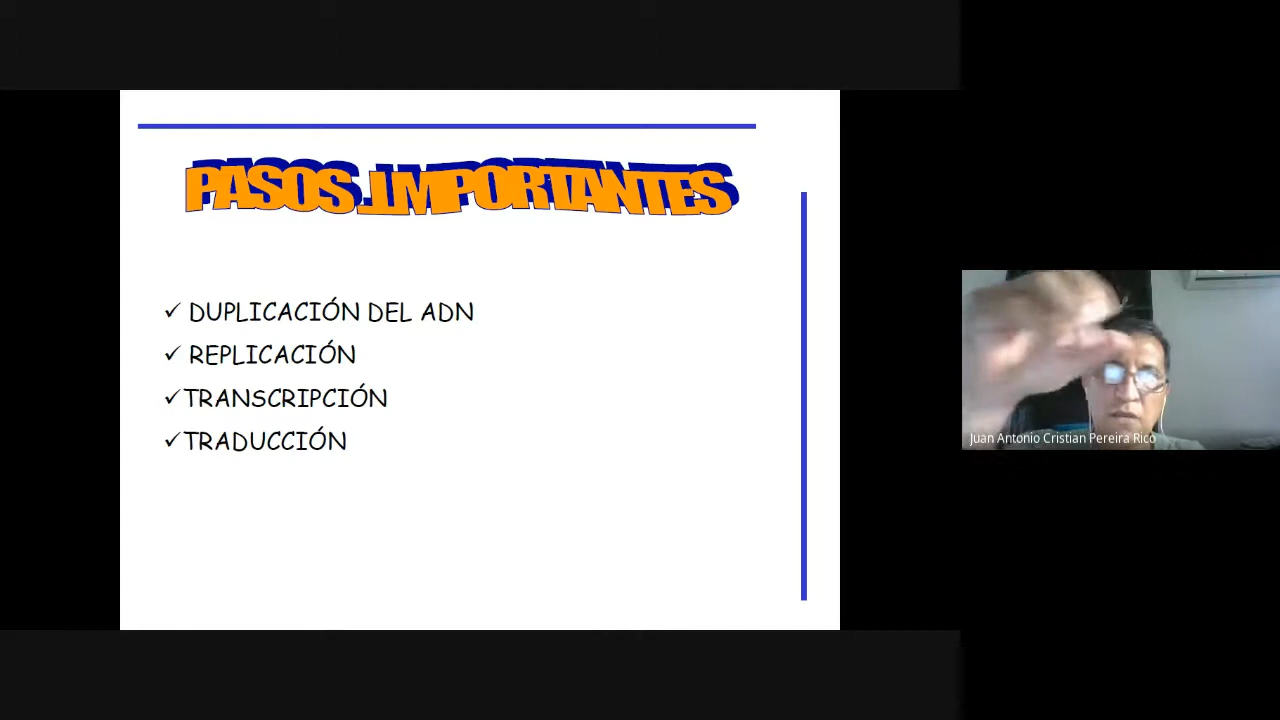 PASOS IMPORTANTES
✓ DUPLICACIÓN DEL ADN
✓ REPLICACIÓN
✓TRANSCRIPCIÓN
✓TRADUCCIÓN
Juan Antonio Cristian Pereira Rico